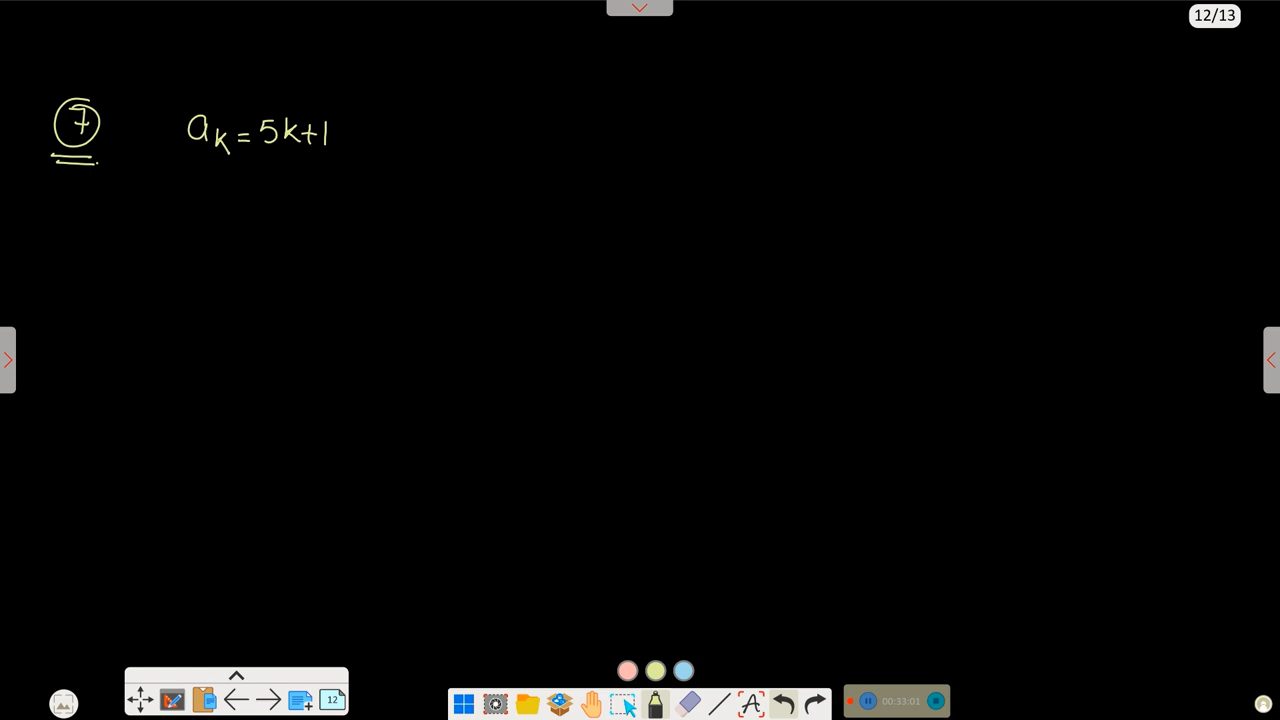 12/13
⑦ a_k = 5k+1
12
00:33:01